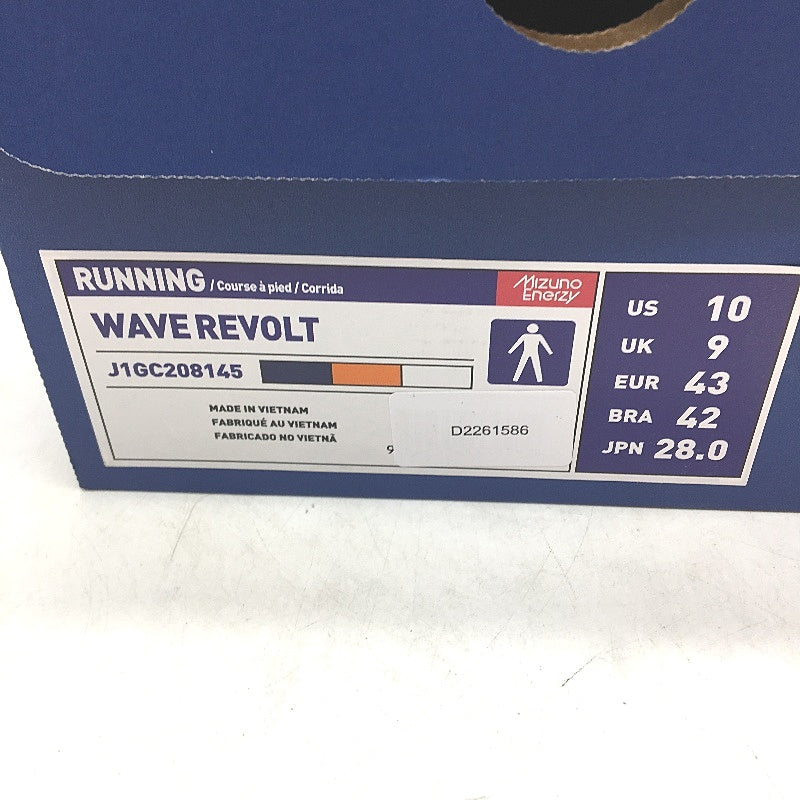 RUNNING / Course à pied / Corrida
Mizuno
Enerzy
WAVE REVOLT
J1GC208145
MADE IN VIETNAM
FABRIQUÉ AU VIETNAM
FABRICADO NO VIETNÃ
9
D2261586
US 10
UK 9
EUR 43
BRA 42
JPN 28.0